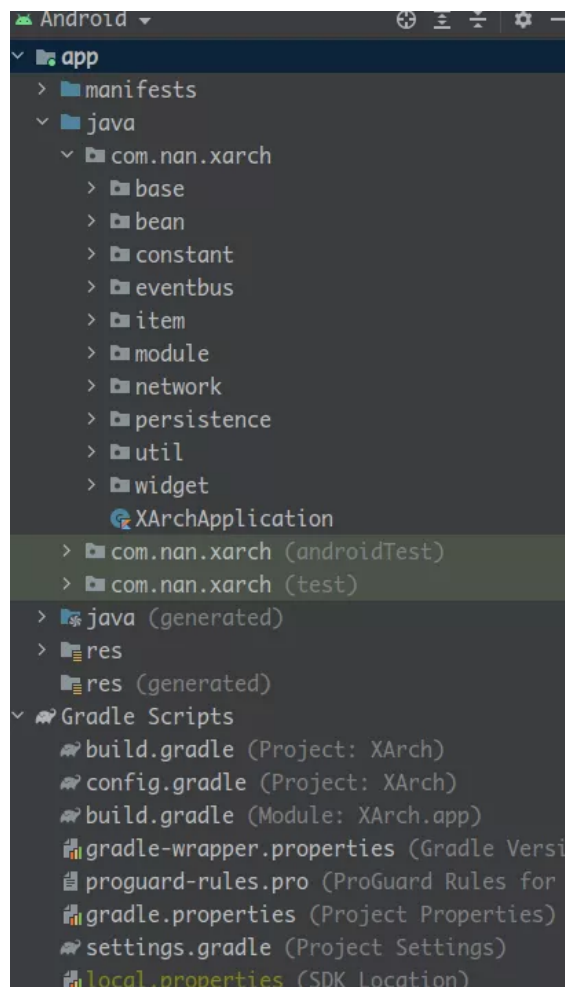 Android
app
manifests
java
com.nan.xarch
base
bean
constant
eventbus
item
module
network
persistence
util
widget
XArchApplication
com.nan.xarch (androidTest)
com.nan.xarch (test)
java (generated)
res
res (generated)
Gradle Scripts
build.gradle (Project: XArch)
config.gradle (Project: XArch)
build.gradle (Module: XArch.app)
gradle-wrapper.properties (Gradle Versi
proguard-rules.pro (ProGuard Rules for
gradle.properties (Project Properties)
settings.gradle (Project Settings)
local.properties (SDK Location)